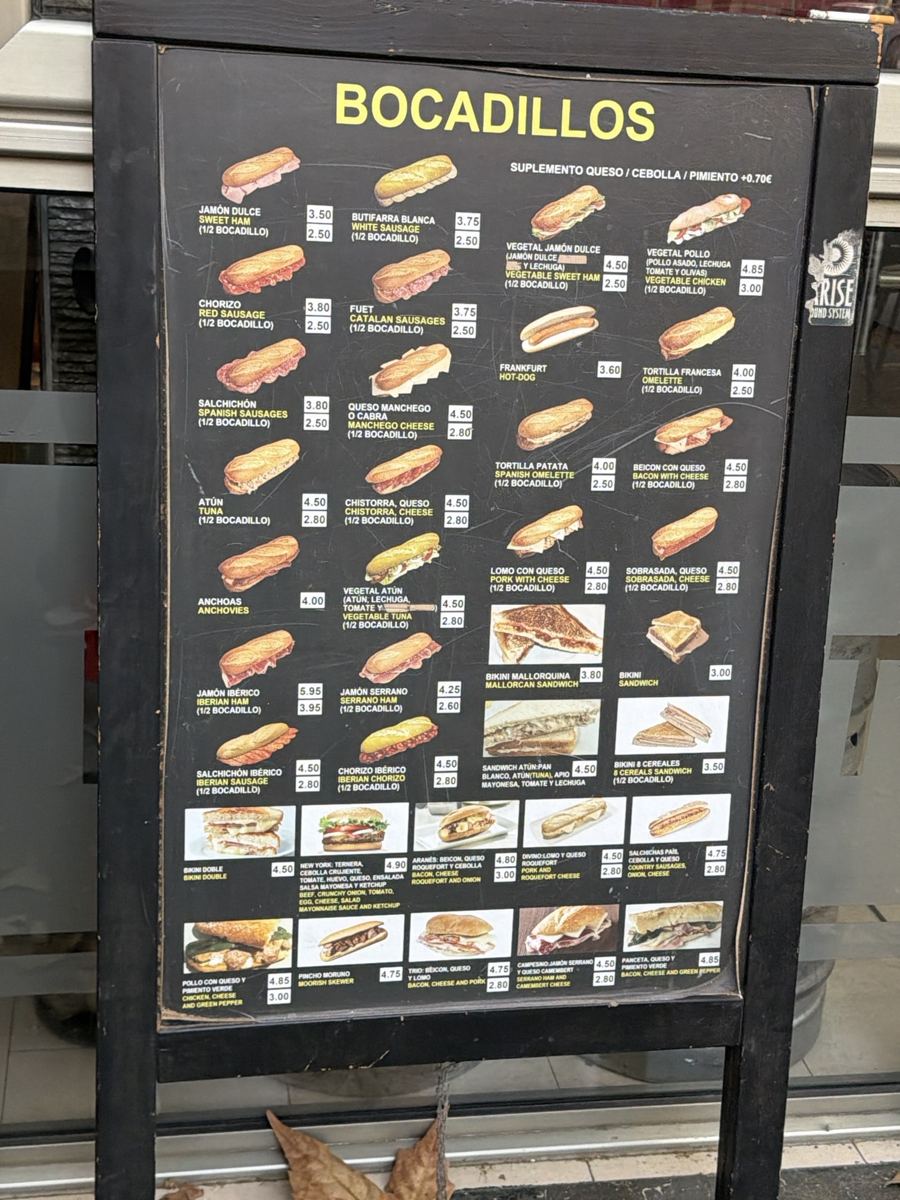 BOCADILLOS
SUPLEMENTO QUESO / CEBOLLA / PIMIENTO +0.70€
JAMÓN DULCE 3.50
SWEET HAM
(1/2 BOCADILLO) 2.50
BUTIFARRA BLANCA 3.75
WHITE SAUSAGE
(1/2 BOCADILLO) 2.50
VEGETAL JAMÓN DULCE
(JAMÓN DULCE
Y LECHUGA) 4.50
VEGETABLE SWEET HAM
(1/2 BOCADILLO) 2.50
VEGETAL POLLO
(POLLO ASADO, LECHUGA
TOMATE Y OLIVAS) 4.85
VEGETABLE CHICKEN
(1/2 BOCADILLO) 3.00
CHORIZO 3.80
RED SAUSAGE
(1/2 BOCADILLO) 2.50
FUET 3.75
CATALAN SAUSAGES
(1/2 BOCADILLO) 2.50
FRANKFURT 3.60
HOT-DOG
TORTILLA FRANCESA 4.00
OMELETTE
(1/2 BOCADILLO) 2.50
SALCHICHÓN 3.80
SPANISH SAUSAGES
(1/2 BOCADILLO) 2.50
QUESO MANCHEGO
O CABRA 4.50
MANCHEGO CHEESE
(1/2 BOCADILLO) 2.80
TORTILLA PATATA 4.00
SPANISH OMELETTE
(1/2 BOCADILLO) 2.50
BEICON CON QUESO 4.50
BACON WITH CHEESE
(1/2 BOCADILLO) 2.80
ATÚN 4.50
TUNA
(1/2 BOCADILLO) 2.80
CHISTORRA, QUESO 4.50
CHISTORRA, CHEESE
(1/2 BOCADILLO) 2.80
LOMO CON QUESO 4.50
PORK WITH CHEESE
(1/2 BOCADILLO) 2.80
SOBRASADA, QUESO 4.50
SOBRASADA, CHEESE
(1/2 BOCADILLO) 2.80
ANCHOAS 4.00
ANCHOVIES
VEGETAL ATÚN
(ATÚN, LECHUGA,
TOMATE Y ) 4.50
VEGETABLE TUNA
(1/2 BOCADILLO) 2.80
BIKINI MALLORQUINA 3.80
MALLORCAN SANDWICH
BIKINI 3.00
SANDWICH
JAMÓN IBÉRICO 5.95
IBERIAN HAM
(1/2 BOCADILLO) 3.95
JAMÓN SERRANO 4.25
SERRANO HAM
(1/2 BOCADILLO) 2.60
SANDWICH ATÚN:PAN
BLANCO, ATÚN(TUNA), APIO 4.50
MAYONESA, TOMATE Y LECHUGA
BIKINI 8 CEREALES 3.50
8 CEREALS SANDWICH
(1/2 BOCADILLO)
SALCHICHÓN IBÉRICO 4.50
IBERIAN SAUSAGE
(1/2 BOCADILLO) 2.80
CHORIZO IBÉRICO 4.50
IBERIAN CHORIZO
(1/2 BOCADILLO) 2.80
BIKINI DOBLE 4.50
BIKINI DOUBLE
NEW YORK: TERNERA, 4.90
CEBOLLA CRUJIENTE,
TOMATE, HUEVO, QUESO, ENSALADA
SALSA MAYONESA Y KETCHUP
BEEF, CRUNCHY ONION, TOMATO,
EGG, CHEESE, SALAD
MAYONNAISE SAUCE AND KETCHUP
ARANÉS: BEICON, QUESO 4.80
ROQUEFORT Y CEBOLLA
BACON, CHEESE 3.00
ROQUEFORT AND ONION
DIVINO:LOMO Y QUESO 4.50
ROQUEFORT
PORK AND 2.80
ROQUEFORT CHEESE
SALCHICHAS PAÍS, 4.75
CEBOLLA Y QUESO
COUNTRY SAUSAGES, 2.80
ONION, CHEESE
POLLO CON QUESO Y 4.85
PIMIENTO VERDE
CHICKEN, CHEESE 3.00
AND GREEN PEPPER
PINCHO MORUNO 4.75
MOORISH SKEWER
TRIO: BEICON, QUESO 4.75
Y LOMO
BACON, CHEESE AND PORK 2.80
CAMPESINO:JAMÓN SERRANO 4.50
Y QUESO CAMEMBERT
SERRANO HAM AND 2.80
CAMEMBERT CHEESE
PANCETA, QUESO Y 4.85
PIMIENTO VERDE
BACON, CHEESE AND GREEN PEPPER
RISE
OUND SYSTEM